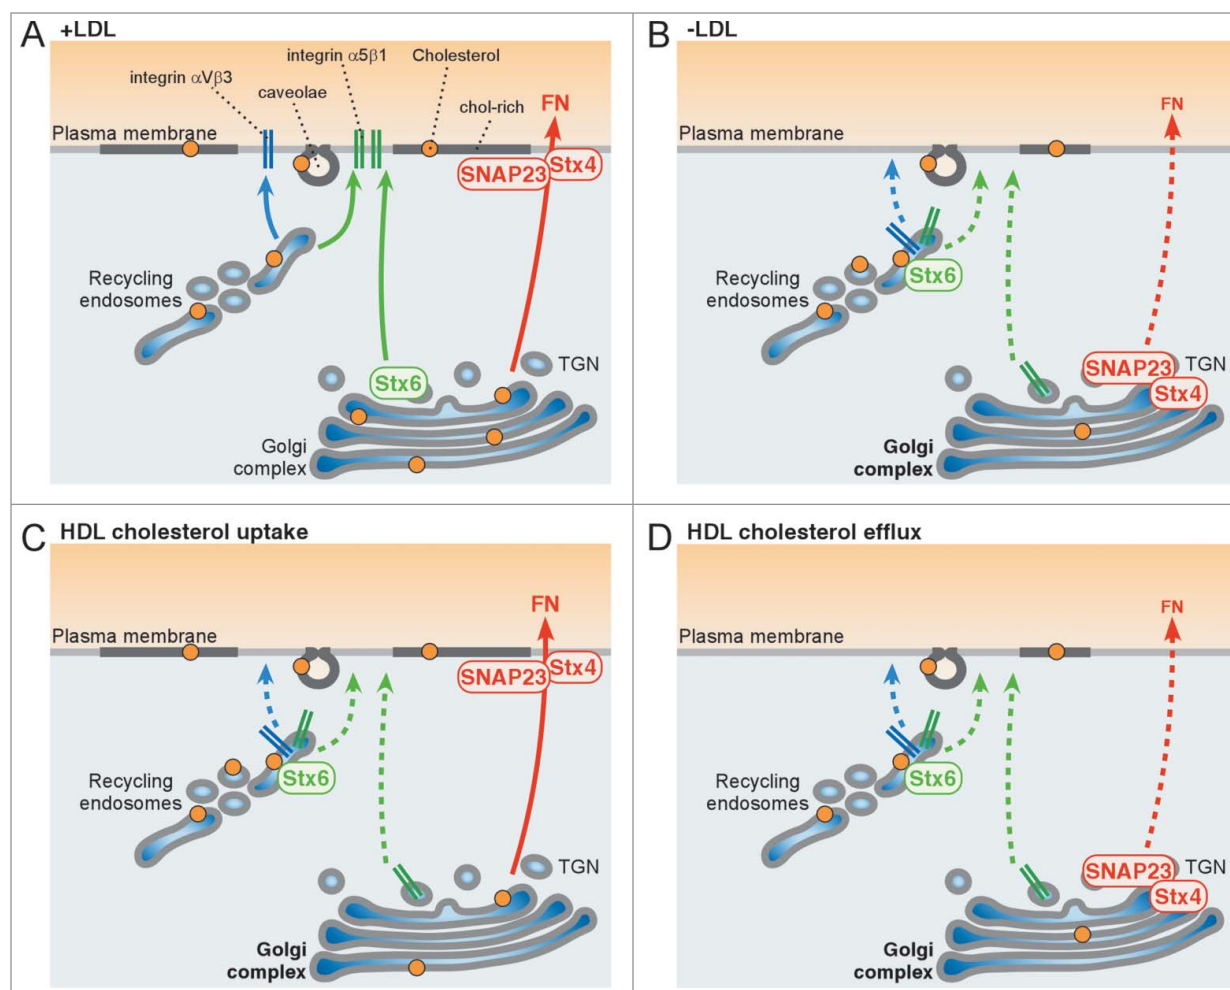 A +LDL
integrin αVβ3
integrin α5β1
Cholesterol
caveolae
chol-rich
FN
Plasma membrane
SNAP23
Stx4
Recycling
endosomes
TGN
Stx6
Golgi
complex
B -LDL
FN
Plasma membrane
Recycling
endosomes
Stx6
SNAP23
TGN
Stx4
Golgi
complex
C HDL cholesterol uptake
FN
Plasma membrane
SNAP23
Stx4
Recycling
endosomes
Stx6
TGN
Golgi
complex
D HDL cholesterol efflux
FN
Plasma membrane
Recycling
endosomes
Stx6
SNAP23
TGN
Stx4
Golgi
complex